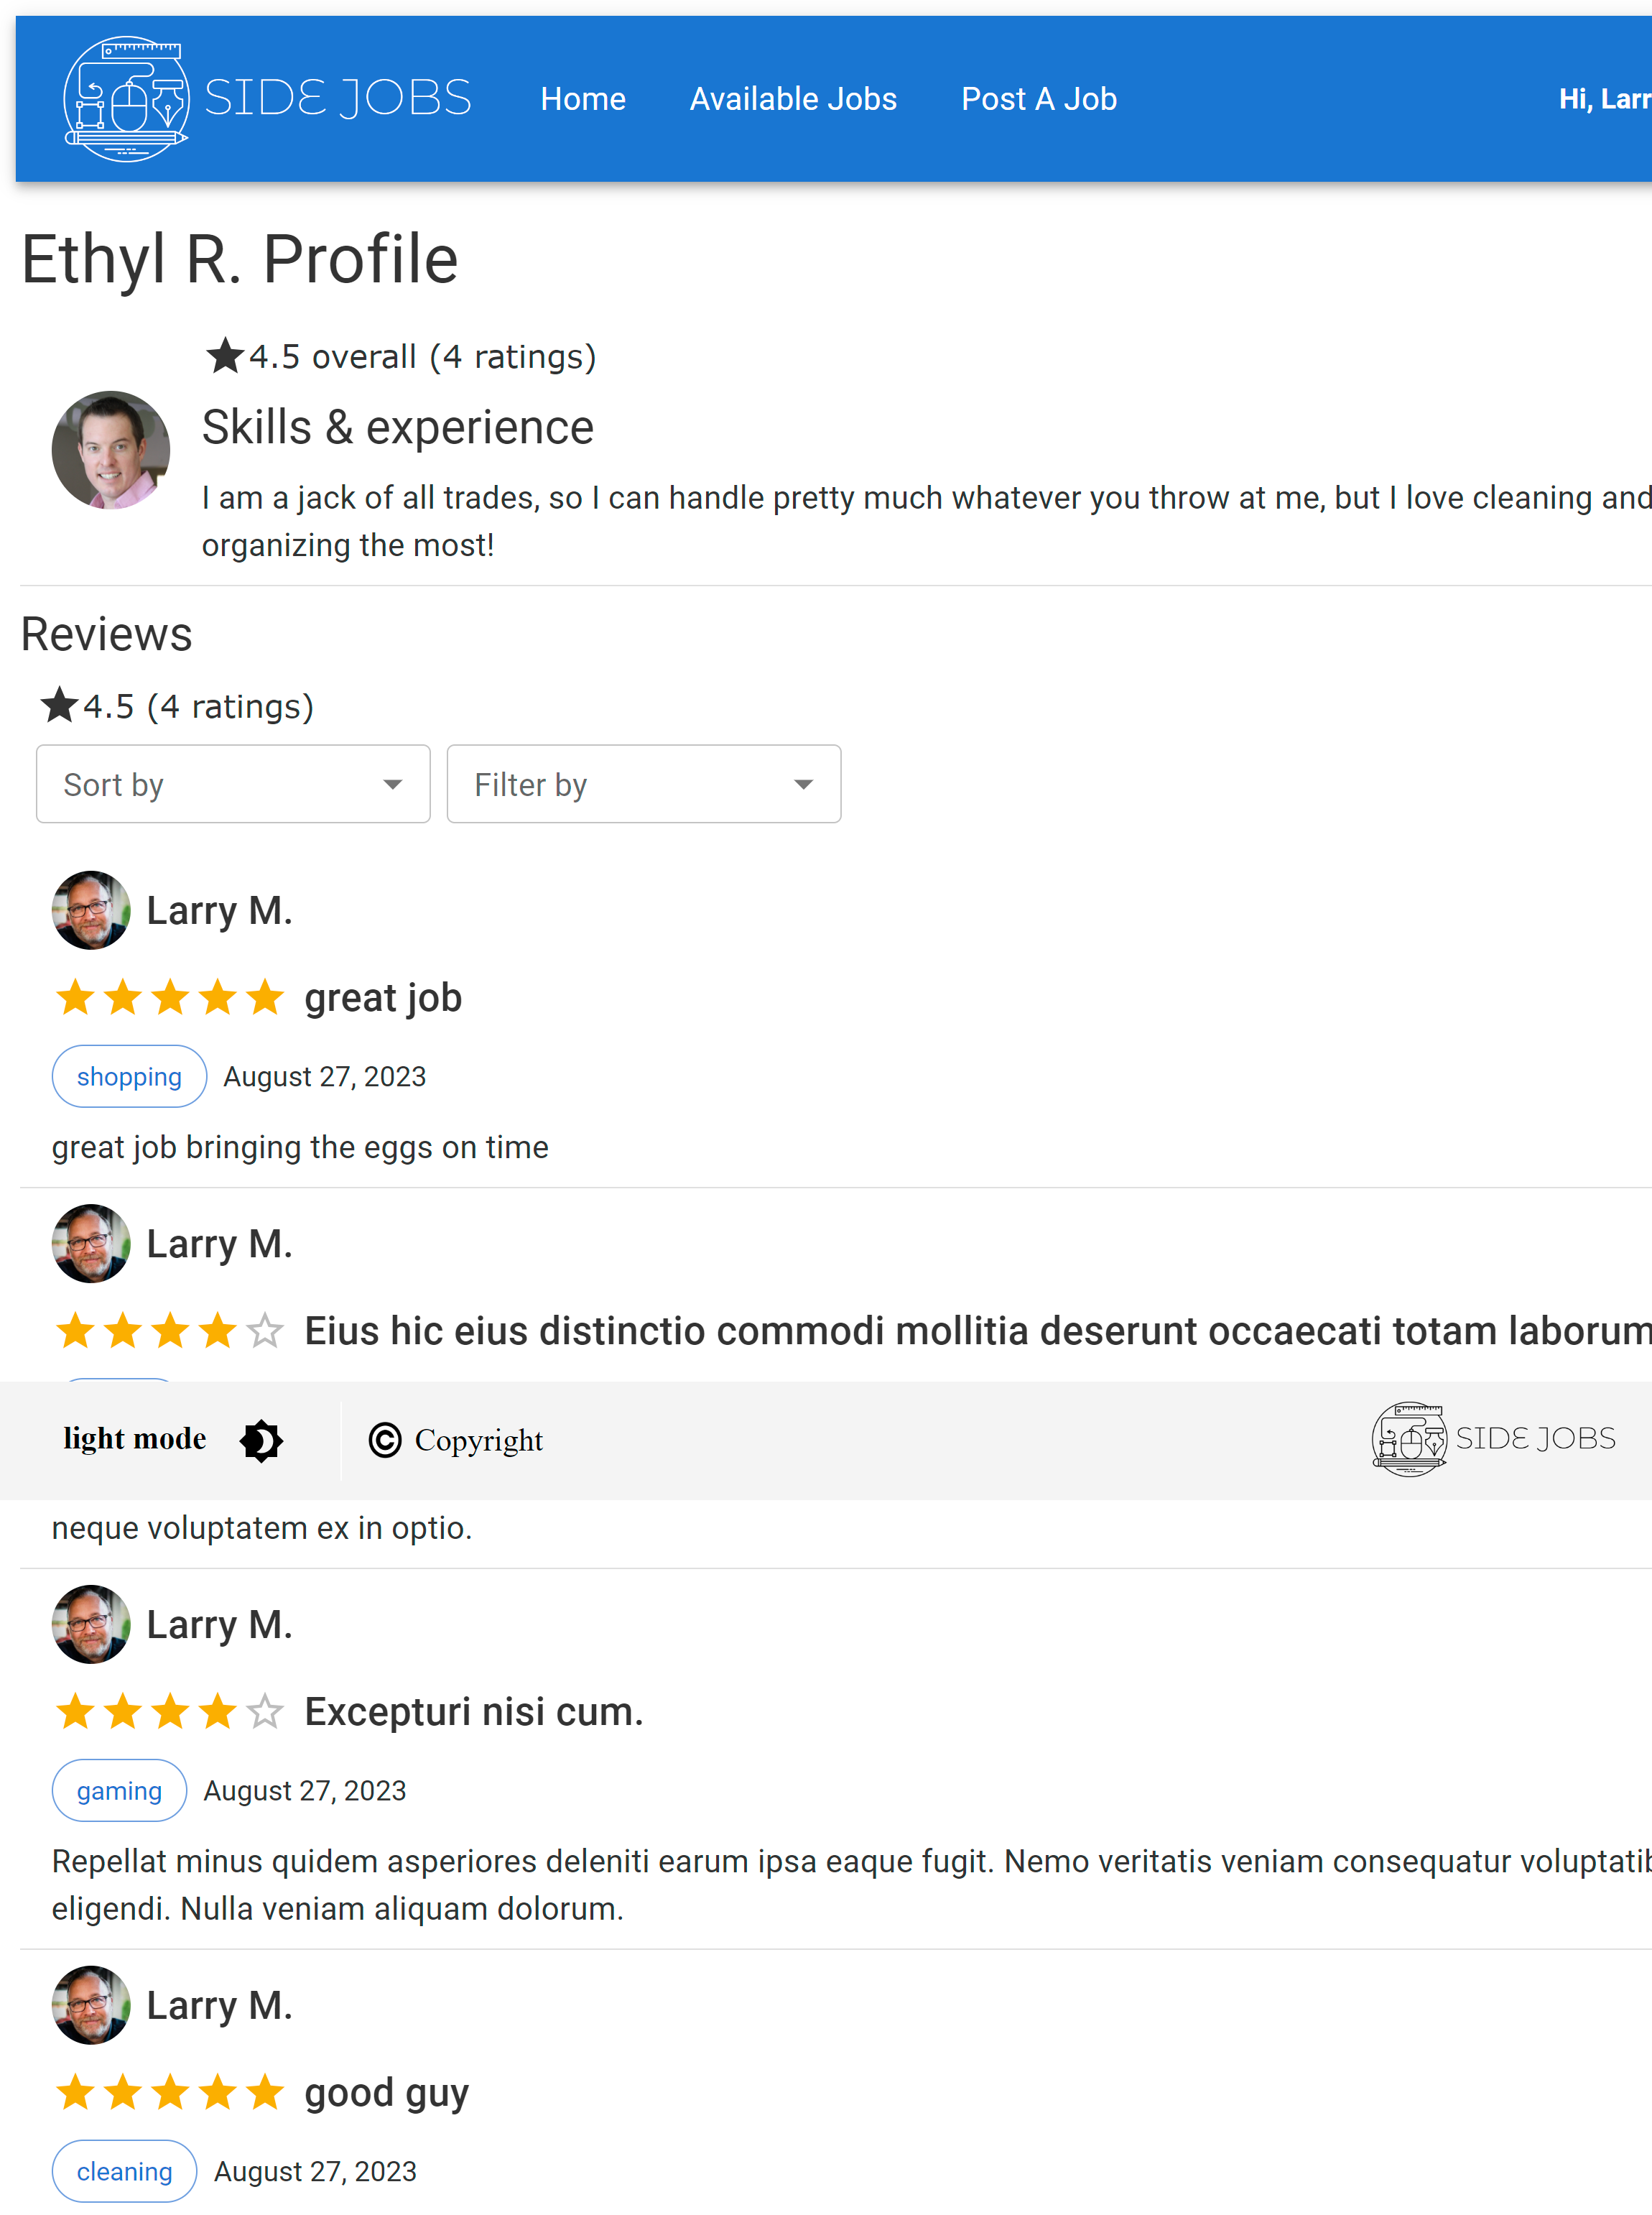 SIDE JOBS
Home
Available Jobs
Post A Job
Hi, Larr
Ethyl R. Profile
4.5 overall (4 ratings)
Skills & experience
I am a jack of all trades, so I can handle pretty much whatever you throw at me, but I love cleaning and
organizing the most!
Reviews
4.5 (4 ratings)
Sort by
Filter by
Larry M.
great job
shopping
August 27, 2023
great job bringing the eggs on time
Larry M.
Eius hic eius distinctio commodi mollitia deserunt occaecati totam laborum
light mode
© Copyright
SIDE JOBS
neque voluptatem ex in optio.
Larry M.
Excepturi nisi cum.
gaming
August 27, 2023
Repellat minus quidem asperiores deleniti earum ipsa eaque fugit. Nemo veritatis veniam consequatur voluptatib
eligendi. Nulla veniam aliquam dolorum.
Larry M.
good guy
cleaning
August 27, 2023